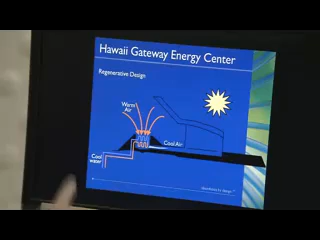 Hawaii Gateway Energy Center
Regenerative Design
Warm
Air
Cool Air
Cool
water